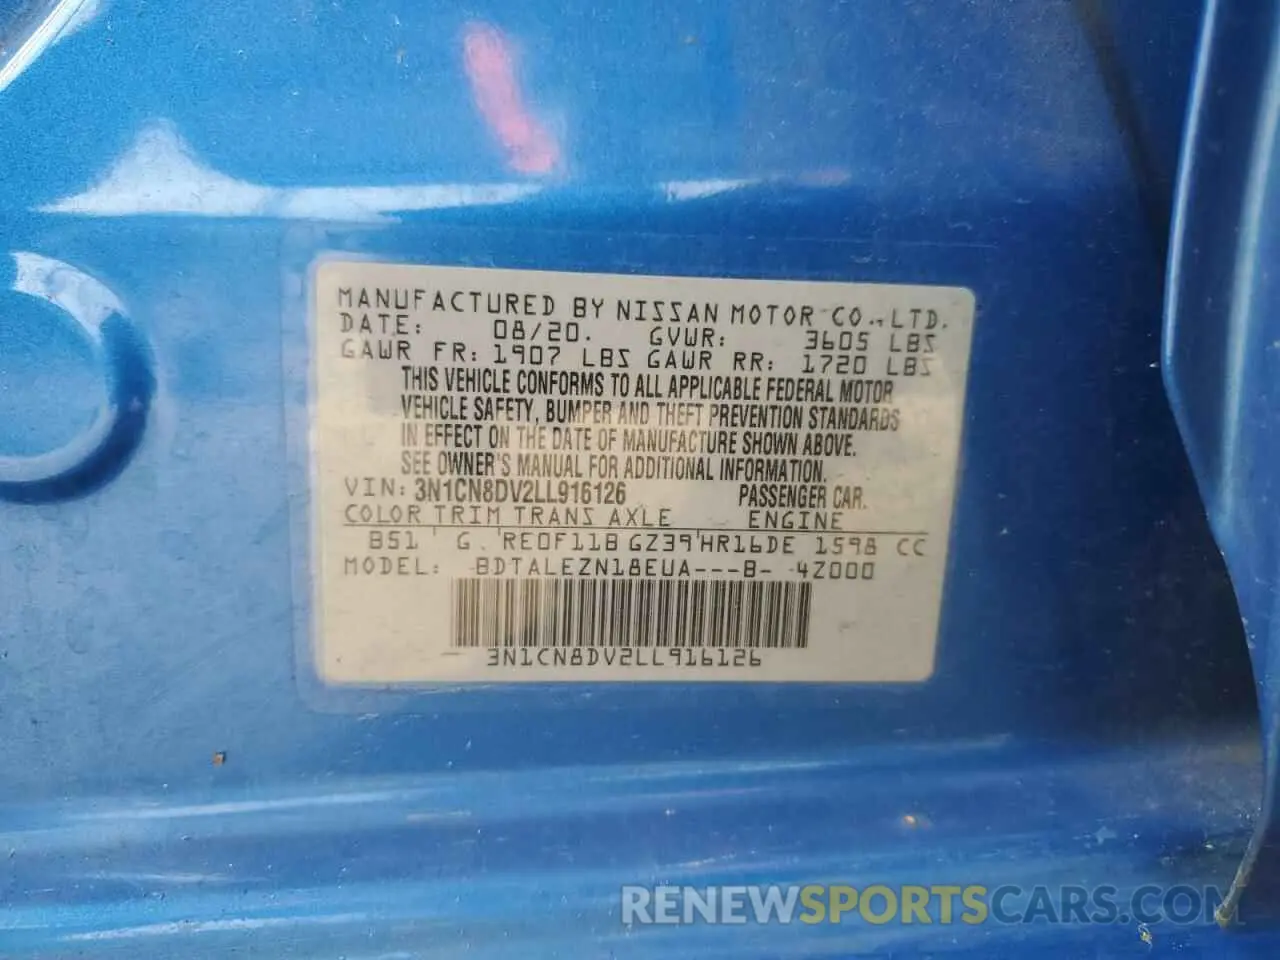 MANUFACTURED BY NISSAN MOTOR CO., LTD.
DATE: 08/20. GVWR: 3605 LBS
GAWR FR: 1907 LBS GAWR RR: 1720 LBS
THIS VEHICLE CONFORMS TO ALL APPLICABLE FEDERAL MOTOR
VEHICLE SAFETY, BUMPER AND THEFT PREVENTION STANDARDS
IN EFFECT ON THE DATE OF MANUFACTURE SHOWN ABOVE.
SEE OWNER'S MANUAL FOR ADDITIONAL INFORMATION.
VIN: 3N1CN8DV2LL916126 PASSENGER CAR.
COLOR TRIM TRANS AXLE ENGINE
B51 G RE0F11B GZ39 HR16DE 1598 CC
MODEL: BDTALEZN18EUA---B- 4Z000
3N1CN8DV2LL916126
RENEWSPORTSCARS.COM